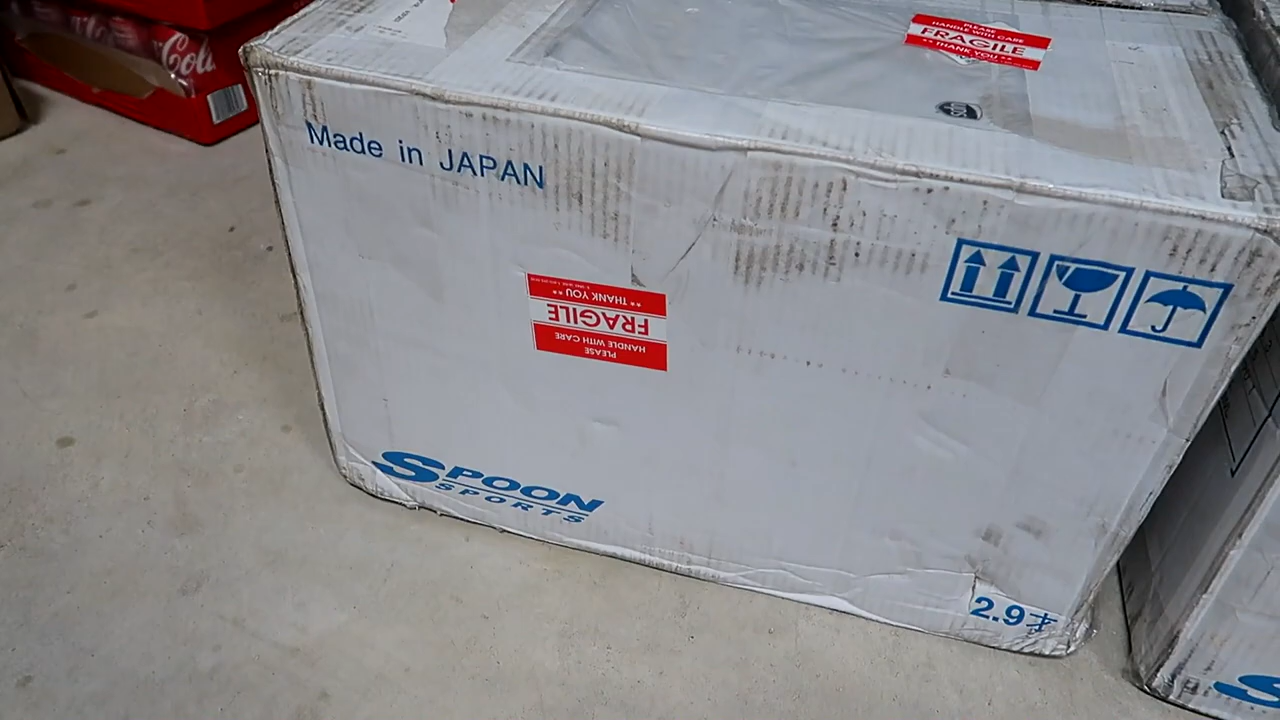 Cola
PLEASE
HANDLE WITH CARE
FRAGILE
** THANK YOU **
Made in JAPAN
PLEASE
HANDLE WITH CARE
FRAGILE
** THANK YOU **
SPOON
SPORTS
2.9才
S